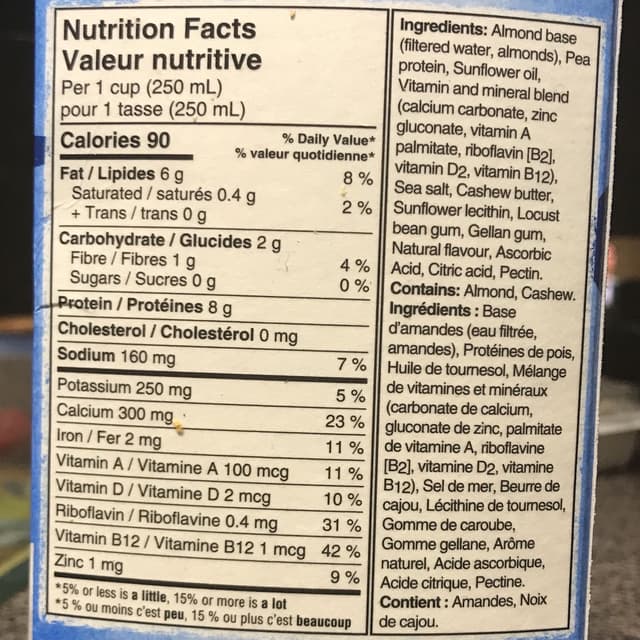 Nutrition Facts
Valeur nutritive
Per 1 cup (250 mL)
pour 1 tasse (250 mL)
Calories 90
% Daily Value*
% valeur quotidienne*
Fat / Lipides 6 g 8 %
Saturated / saturés 0.4 g
+ Trans / trans 0 g 2 %
Carbohydrate / Glucides 2 g
Fibre / Fibres 1 g 4 %
Sugars / Sucres 0 g 0 %
Protein / Protéines 8 g
Cholesterol / Cholestérol 0 mg
Sodium 160 mg 7 %
Potassium 250 mg 5 %
Calcium 300 mg 23 %
Iron / Fer 2 mg 11 %
Vitamin A / Vitamine A 100 mcg 11 %
Vitamin D / Vitamine D 2 mcg 10 %
Riboflavin / Riboflavine 0.4 mg 31 %
Vitamin B12 / Vitamine B12 1 mcg 42 %
Zinc 1 mg 9 %
*5% or less is a little, 15% or more is a lot
*5 % ou moins c'est peu, 15 % ou plus c'est beaucoup
Ingredients: Almond base
(filtered water, almonds), Pea
protein, Sunflower oil,
Vitamin and mineral blend
(calcium carbonate, zinc
gluconate, vitamin A
palmitate, riboflavin [B2],
vitamin D2, vitamin B12),
Sea salt, Cashew butter,
Sunflower lecithin, Locust
bean gum, Gellan gum,
Natural flavour, Ascorbic
Acid, Citric acid, Pectin.
Contains: Almond, Cashew.
Ingrédients : Base
d'amandes (eau filtrée,
amandes), Protéines de pois,
Huile de tournesol, Mélange
de vitamines et minéraux
(carbonate de calcium,
gluconate de zinc, palmitate
de vitamine A, riboflavine
[B2], vitamine D2, vitamine
B12), Sel de mer, Beurre de
cajou, Lécithine de tournesol,
Gomme de caroube,
Gomme gellane, Arôme
naturel, Acide ascorbique,
Acide citrique, Pectine.
Contient : Amandes, Noix
de cajou.